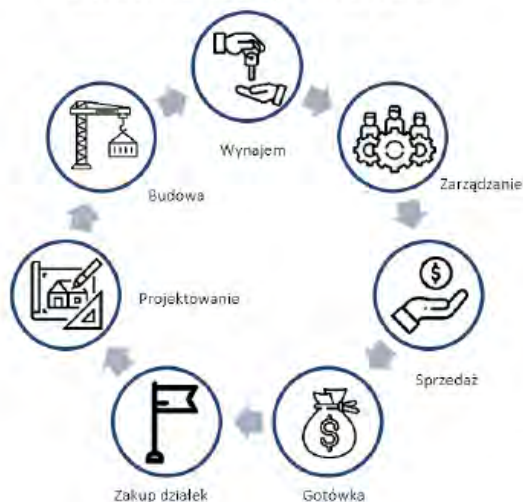 Wynajem
Zarządzanie
Budowa
Projektowanie
Sprzedaż
Zakup działek
Gotówka